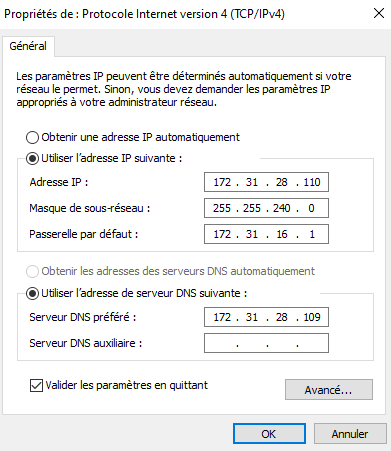 Propriétés de : Protocole Internet version 4 (TCP/IPv4)
Général
Les paramètres IP peuvent être déterminés automatiquement si votre
réseau le permet. Sinon, vous devez demander les paramètres IP
appropriés à votre administrateur réseau.
Obtenir une adresse IP automatiquement
Utiliser l'adresse IP suivante :
Adresse IP : 172 . 31 . 28 . 110
Masque de sous-réseau : 255 . 255 . 240 . 0
Passerelle par défaut : 172 . 31 . 16 . 1
Obtenir les adresses des serveurs DNS automatiquement
Utiliser l'adresse de serveur DNS suivante :
Serveur DNS préféré : 172 . 31 . 28 . 109
Serveur DNS auxiliaire : . . .
Valider les paramètres en quittant
Avancé...
OK Annuler